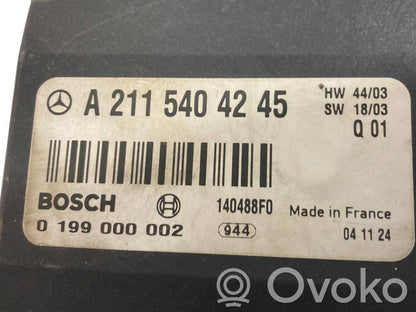 A 211 540 42 45
HW 44/03
SW 18/03
Q 01
BOSCH
140488F0
Made in France
0 199 000 002
944
04 11 24
Ovoko